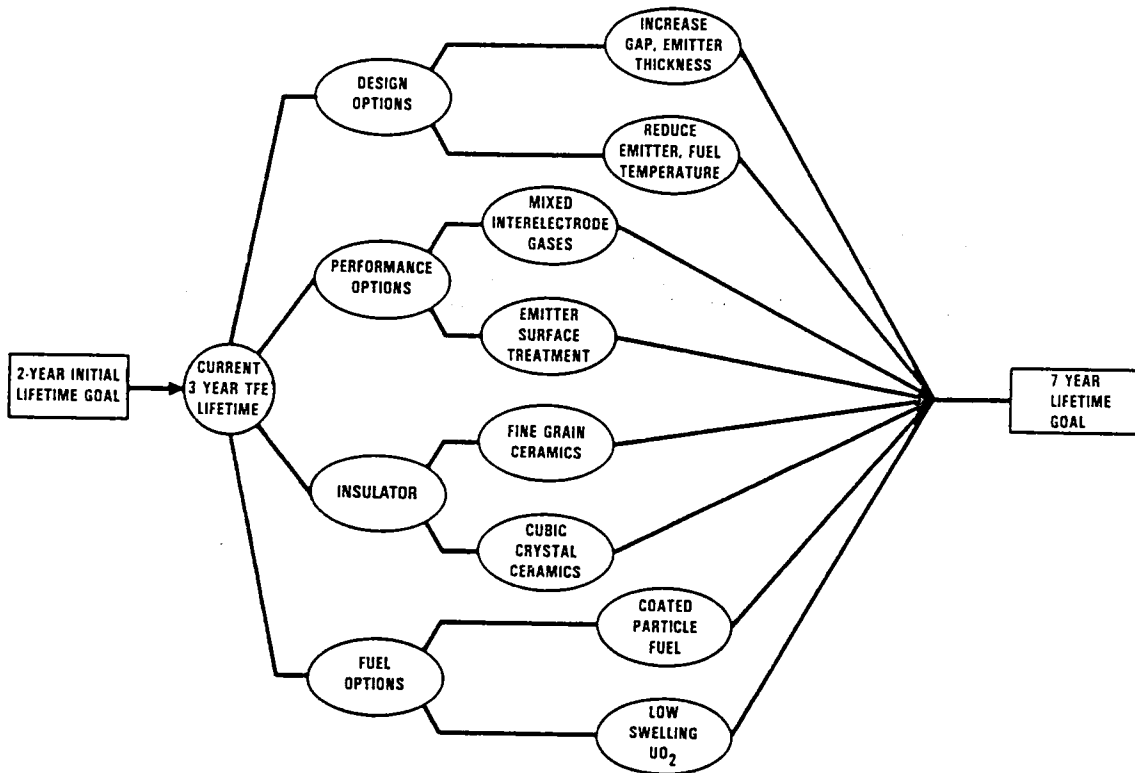 INCREASE
GAP, EMITTER
THICKNESS
DESIGN
OPTIONS
REDUCE
EMITTER, FUEL
TEMPERATURE
MIXED
INTERELECTRODE
GASES
PERFORMANCE
OPTIONS
EMITTER
SURFACE
TREATMENT
2-YEAR INITIAL
LIFETIME GOAL
CURRENT
3 YEAR TFE
LIFETIME
7 YEAR
LIFETIME
GOAL
FINE GRAIN
CERAMICS
INSULATOR
CUBIC
CRYSTAL
CERAMICS
COATED
PARTICLE
FUEL
FUEL
OPTIONS
LOW
SWELLING
UO₂